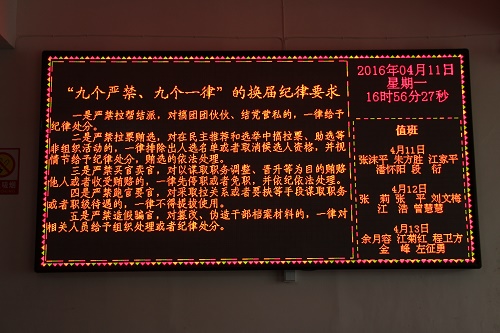 “九个严禁、九个一律”的换届纪律要求
一是严禁拉帮结派，对搞团团伙伙、结党营私的，一律给予
纪律处分。
二是严禁拉票贿选，对在民主推荐和选举中搞拉票、助选等
非组织活动的，一律排除出人选名单或者取消候选人资格，并视
情节给予纪律处分，贿选的依法处理。
三是严禁买官卖官，对以谋取职务调整、晋升等为目的贿赂
他人或者收受贿赂的，一律先停职或者免职，并依纪依法处理。
四是严禁跑官要官，对采取拉关系或者要挟等手段谋取职务
或者职级待遇的，一律不得提拔使用。
五是严禁造假骗官，对篡改、伪造干部档案材料的，一律对
相关人员给予组织处理或者纪律处分。
2016年04月11日
星期一
16时56分27秒
值班
4月11日
张沫平 朱方胜 江家平
潘怀阳 段 衍
4月12日
张 莉 张 平 刘文梅
江 浩 曾慧慧
4月13日
余月容 江菊红 程卫方
金 峰 左征勇